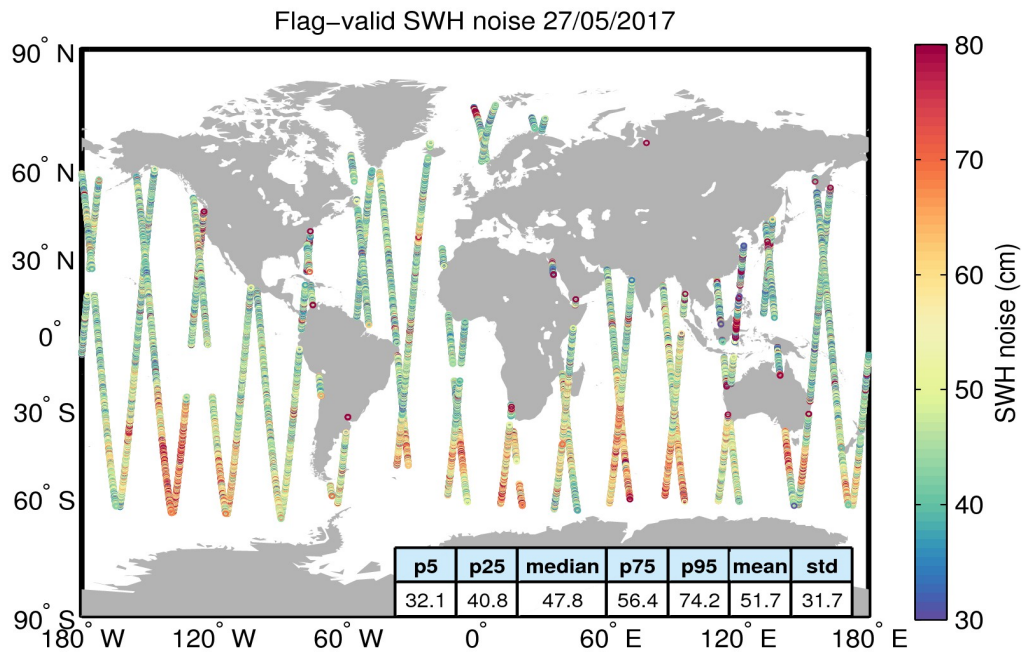 Flag−valid SWH noise 27/05/2017
90° N
60° N
30° N
0°
30° S
60° S
90° S
180° W 120° W 60° W 0° 60° E 120° E 180° E
p5 p25 median p75 p95 mean std
32.1 40.8 47.8 56.4 74.2 51.7 31.7
80
70
60
50
40
30
SWH noise (cm)